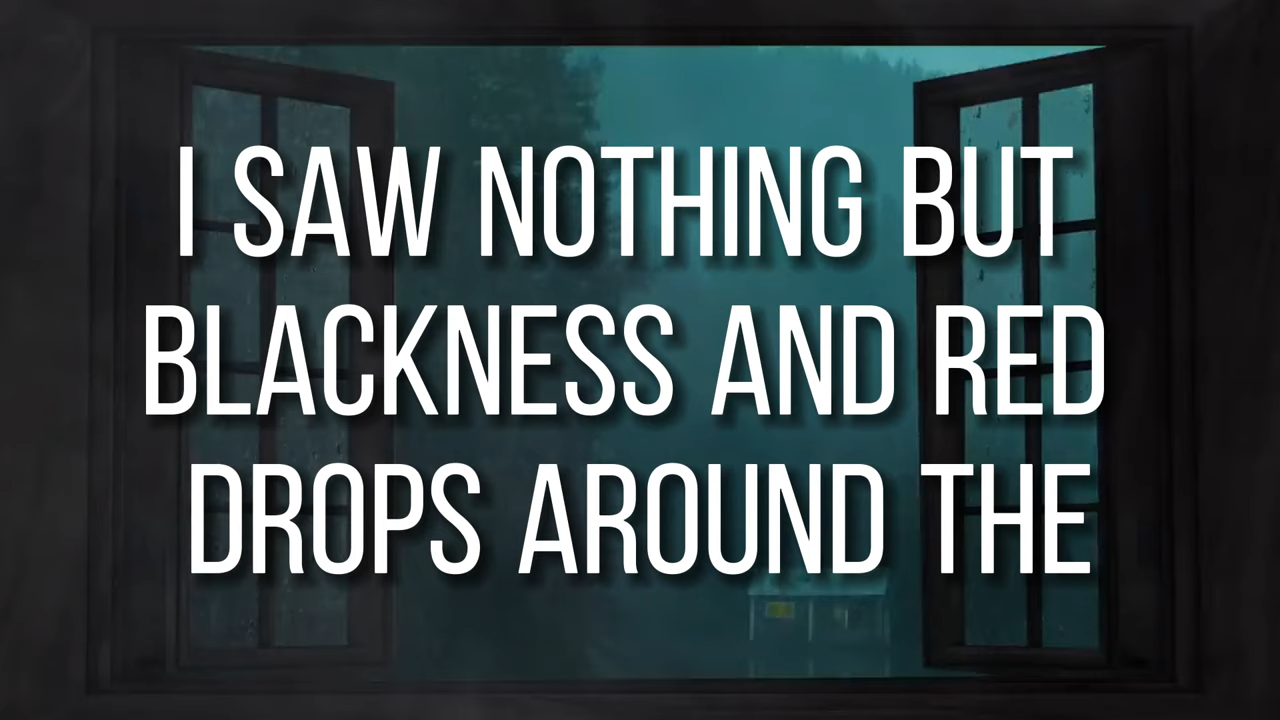 I SAW NOTHING BUT
BLACKNESS AND RED
DROPS AROUND THE